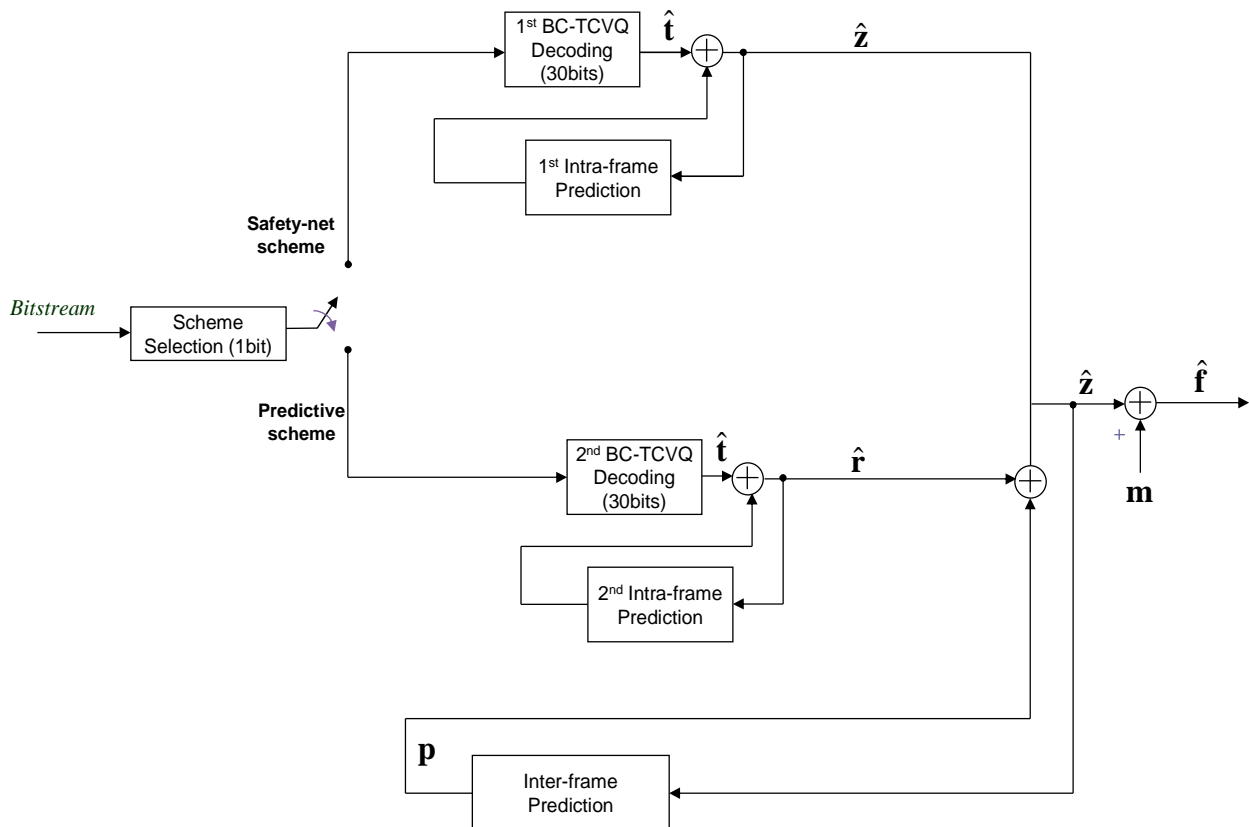 1st BC-TCVQ
Decoding
(30bits)
t̂
+
ẑ
1st Intra-frame
Prediction
Safety-net
scheme
Bitstream
Scheme
Selection (1bit)
Predictive
scheme
2nd BC-TCVQ
Decoding
(30bits)
t̂
+
r̂
+
ẑ
+
f̂
+
m
2nd Intra-frame
Prediction
p
Inter-frame
Prediction